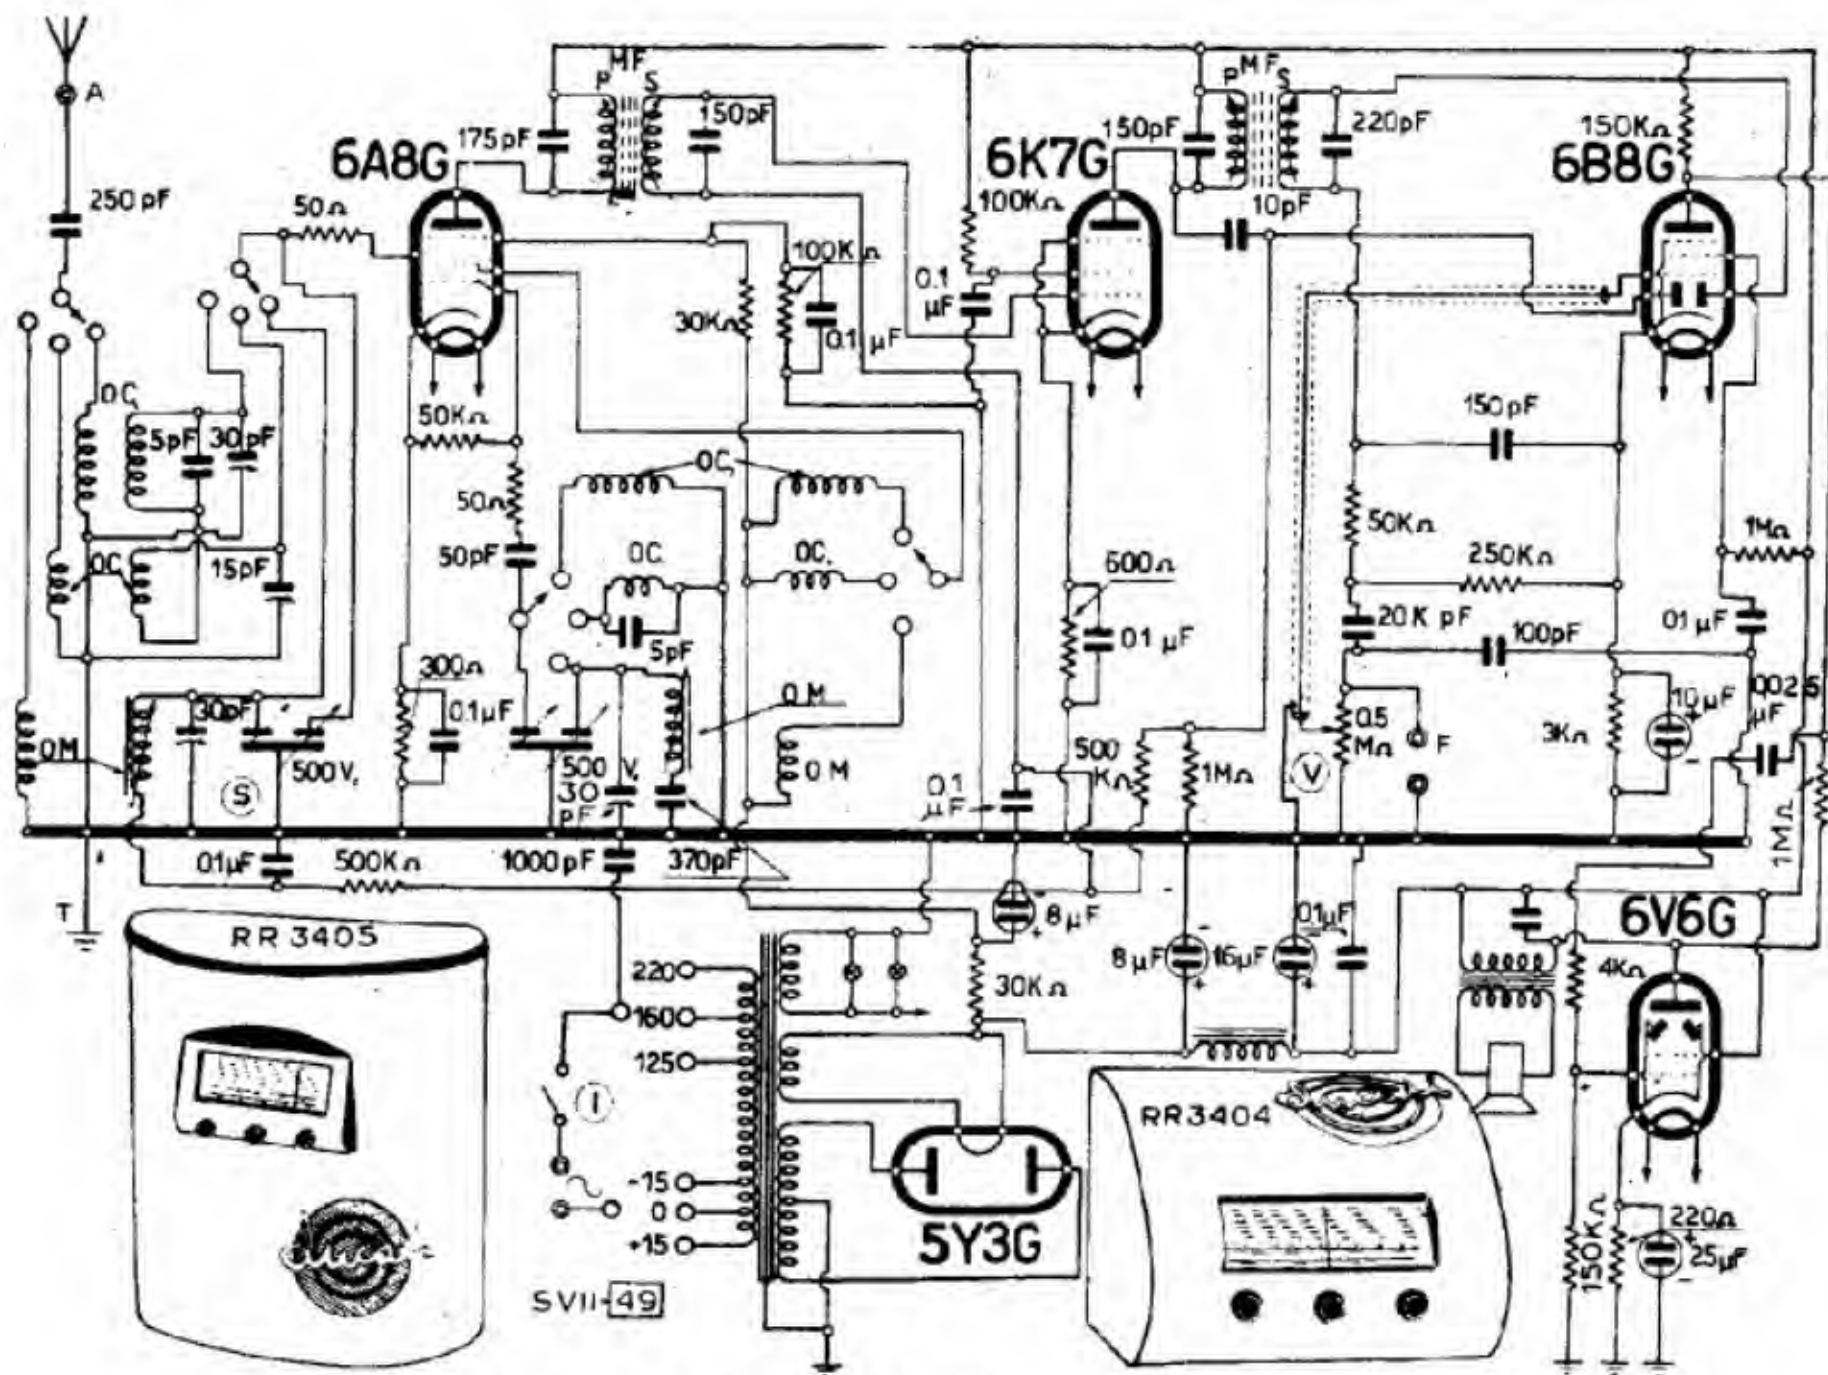 A
MF
P S
175pF
150pF
6A8G
250 pF
50Ω
100KΩ
30KΩ
0.1 μF
6K7G
100KΩ
0.1
μF
MF
P S
150pF
220pF
10pF
150KΩ
6B8G
OC,
5pF
30pF
OC,
15pF
50KΩ
50Ω
50pF
OC,
OC.
OC.
5pF
600Ω
01 μF
150pF
50KΩ
250KΩ
20K pF
100pF
1MΩ
01 μF
OM
30pF
S
500V,
300Ω
0.1μF
500 V,
30
PF
OM
OM
0.1
μF
500
KΩ
1MΩ
V
0.5
MΩ
F
3KΩ
10μF
+
-
0.025
μF
1MΩ
T
01μF
500KΩ
1000pF
370pF
-
8μF
+
-
8μF
+
16μF
+
0.1μF
6V6G
4KΩ
RR3405
220
160
125
-15
0
+15
I
30KΩ
5Y3G
SVII-49
RR3404
150KΩ
220Ω
+
25μF
-